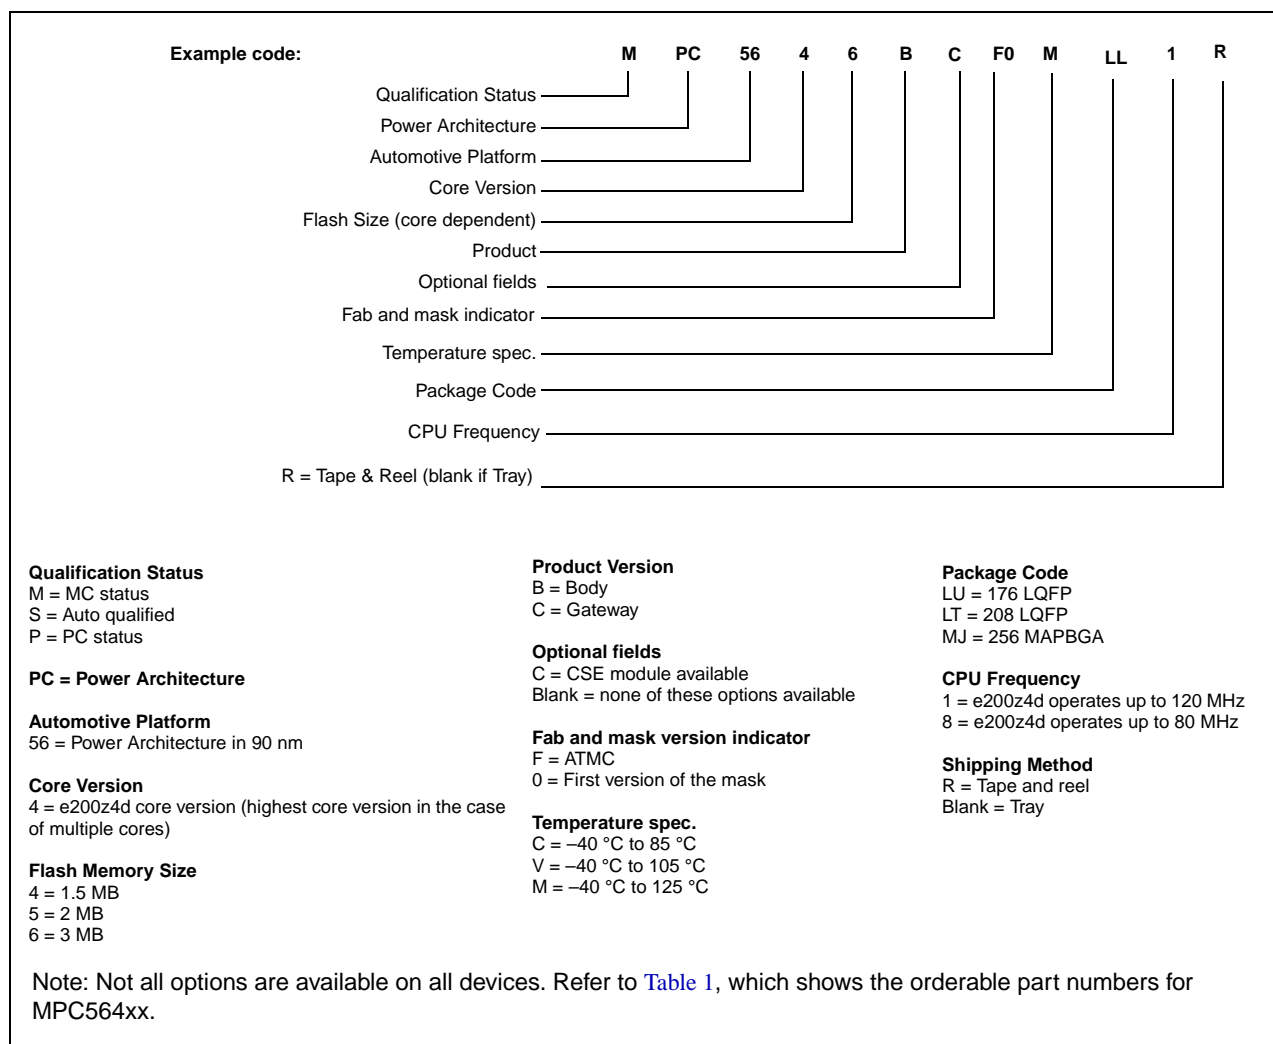 Example code: M PC 56 4 6 B C F0 M LL 1 R
Qualification Status
Power Architecture
Automotive Platform
Core Version
Flash Size (core dependent)
Product
Optional fields
Fab and mask indicator
Temperature spec.
Package Code
CPU Frequency
R = Tape & Reel (blank if Tray)
Qualification Status
M = MC status
S = Auto qualified
P = PC status
PC = Power Architecture
Automotive Platform
56 = Power Architecture in 90 nm
Core Version
4 = e200z4d core version (highest core version in the case
of multiple cores)
Flash Memory Size
4 = 1.5 MB
5 = 2 MB
6 = 3 MB
Product Version
B = Body
C = Gateway
Optional fields
C = CSE module available
Blank = none of these options available
Fab and mask version indicator
F = ATMC
0 = First version of the mask
Temperature spec.
C = –40 °C to 85 °C
V = –40 °C to 105 °C
M = –40 °C to 125 °C
Package Code
LU = 176 LQFP
LT = 208 LQFP
MJ = 256 MAPBGA
CPU Frequency
1 = e200z4d operates up to 120 MHz
8 = e200z4d operates up to 80 MHz
Shipping Method
R = Tape and reel
Blank = Tray
Note: Not all options are available on all devices. Refer to Table 1, which shows the orderable part numbers for
MPC564xx.